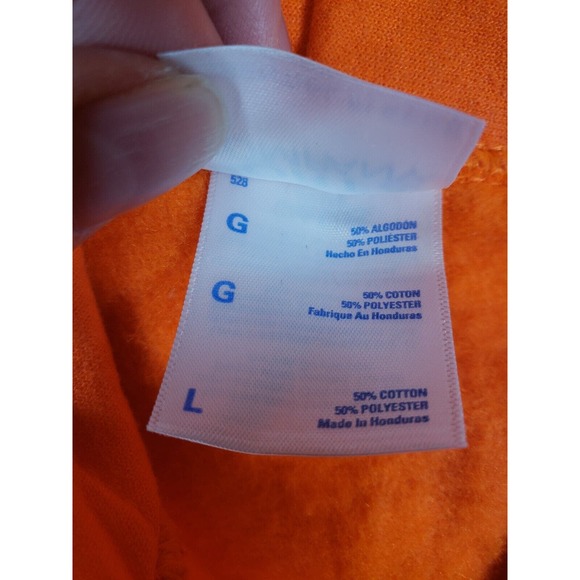 528
G
50% ALGODON
50% POLIESTER
Hecho En Honduras
G
50% COTON
50% POLYESTER
Fabrique Au Honduras
L
50% COTTON
50% POLYESTER
Made In Honduras